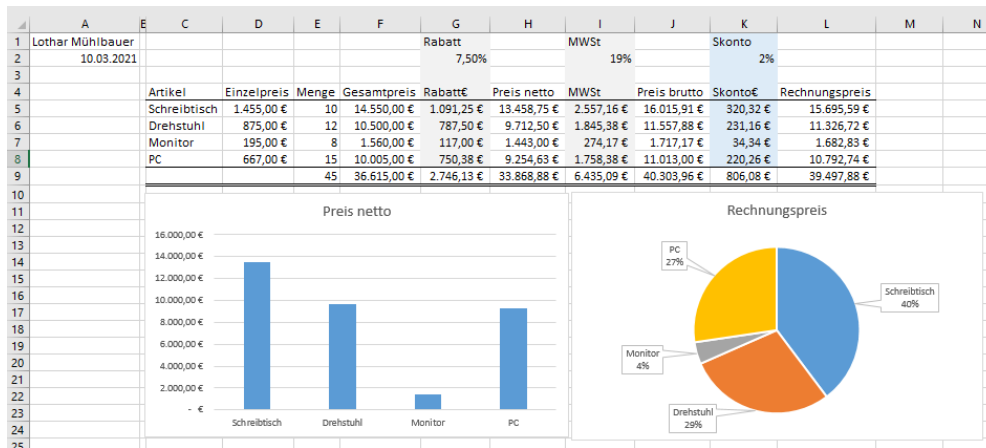 A E C D E F G H I J K L M N
1 Lothar Mühlbauer Rabatt MWSt Skonto
2 10.03.2021 7,50% 19% 2%
3
4 Artikel Einzelpreis Menge Gesamtpreis Rabatt€ Preis netto MWSt Preis brutto Skonto€ Rechnungspreis
5 Schreibtisch 1.455,00 € 10 14.550,00 € 1.091,25 € 13.458,75 € 2.557,16 € 16.015,91 € 320,32 € 15.695,59 €
6 Drehstuhl 875,00 € 12 10.500,00 € 787,50 € 9.712,50 € 1.845,38 € 11.557,88 € 231,16 € 11.326,72 €
7 Monitor 195,00 € 8 1.560,00 € 117,00 € 1.443,00 € 274,17 € 1.717,17 € 34,34 € 1.682,83 €
8 PC 667,00 € 15 10.005,00 € 750,38 € 9.254,63 € 1.758,38 € 11.013,00 € 220,26 € 10.792,74 €
9 45 36.615,00 € 2.746,13 € 33.868,88 € 6.435,09 € 40.303,96 € 806,08 € 39.497,88 €
10
11
12
13
14
15
16
17
18
19
20
21
22
23
24
25
Preis netto
16.000,00 €
14.000,00 €
12.000,00 €
10.000,00 €
8.000,00 €
6.000,00 €
4.000,00 €
2.000,00 €
- €
Schreibtisch Drehstuhl Monitor PC
Rechnungspreis
PC
27%
Schreibtisch
40%
Monitor
4%
Drehstuhl
29%